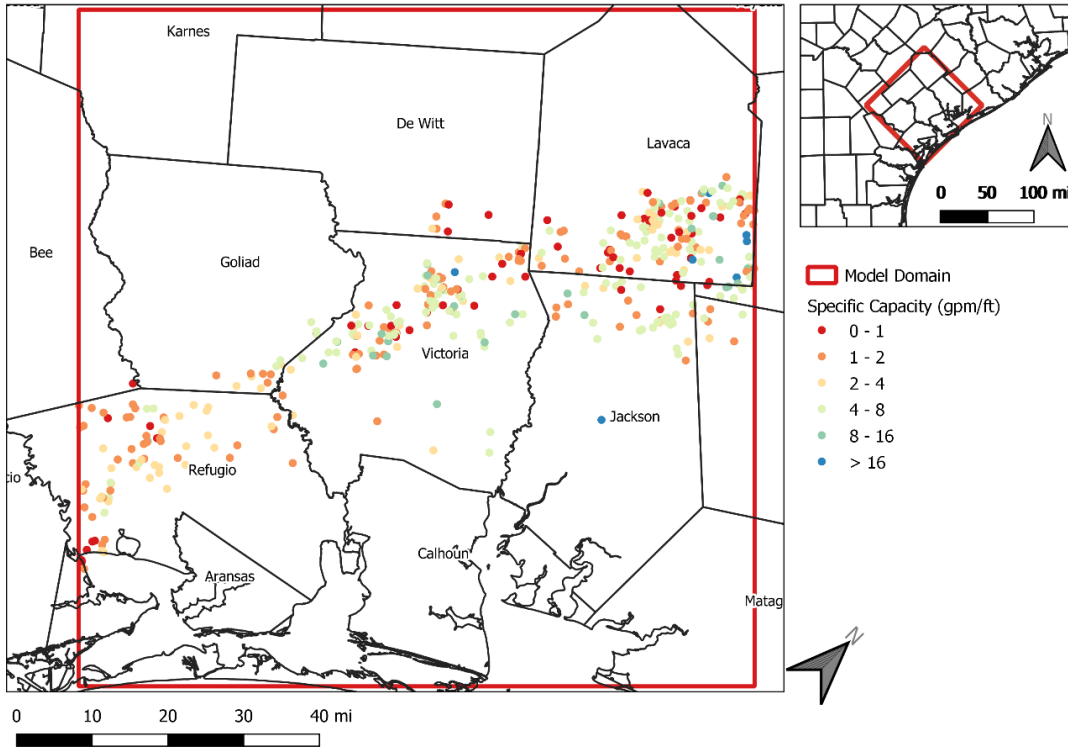 Karnes
De Witt
Lavaca
Bee
Goliad
Victoria
Jackson
Refugio
cio
Calhoun
Aransas
Matag
0 10 20 30 40 mi
N
0 50 100 mi
Model Domain
Specific Capacity (gpm/ft)
0 - 1
1 - 2
2 - 4
4 - 8
8 - 16
> 16
N